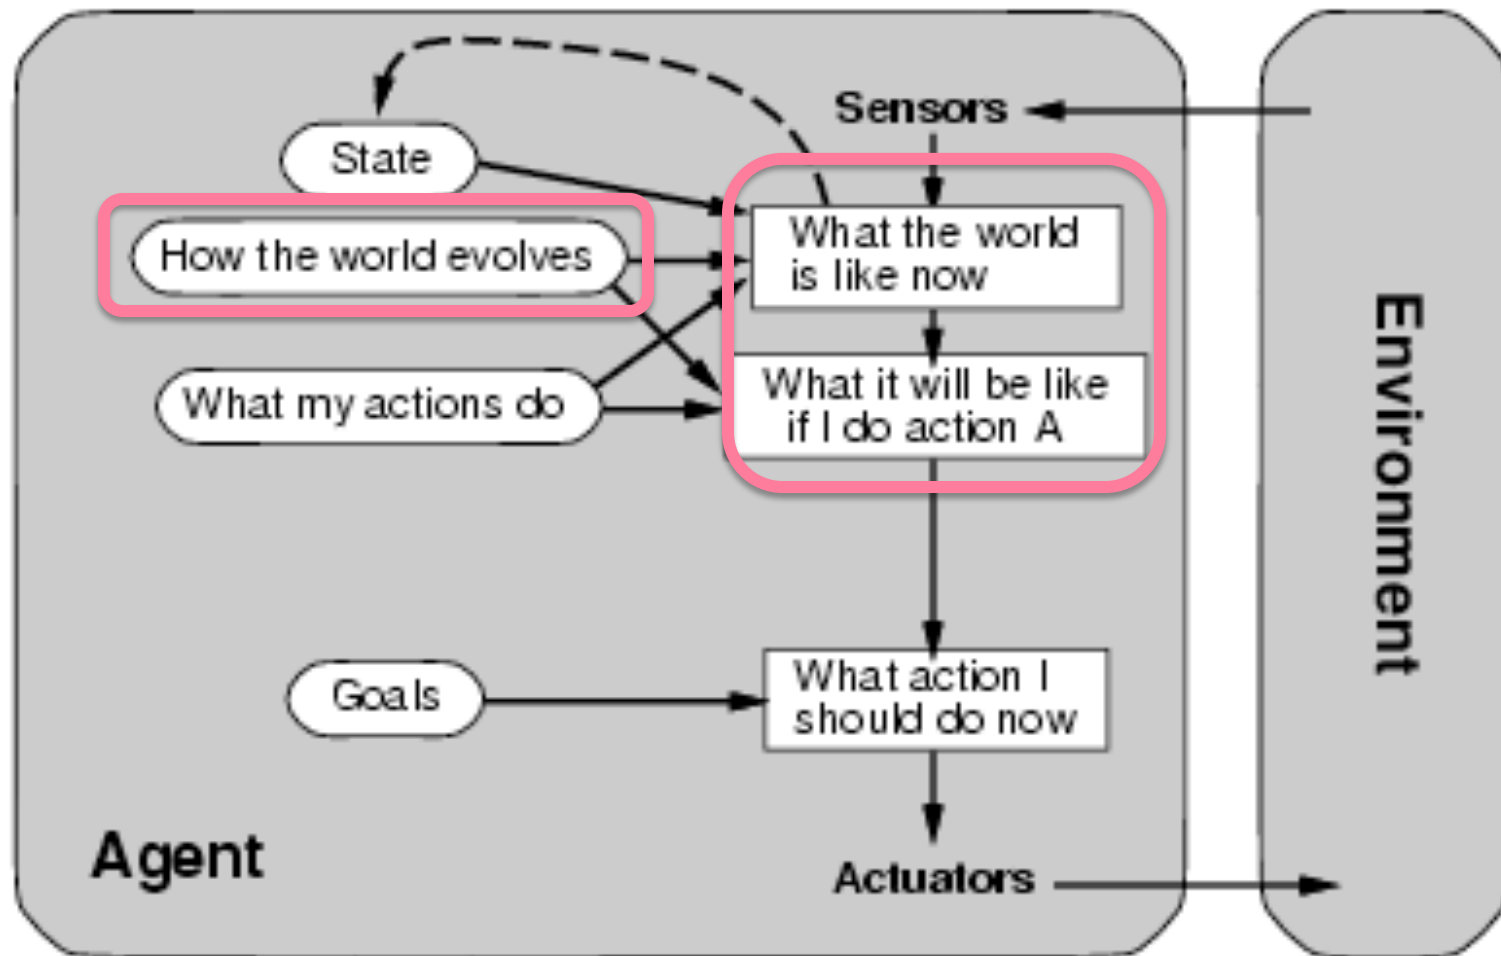 Sensors
State
What the world
is like now
How the world evolves
What it will be like
if I do action A
What my actions do
Environment
Goals
What action I
should do now
Agent
Actuators